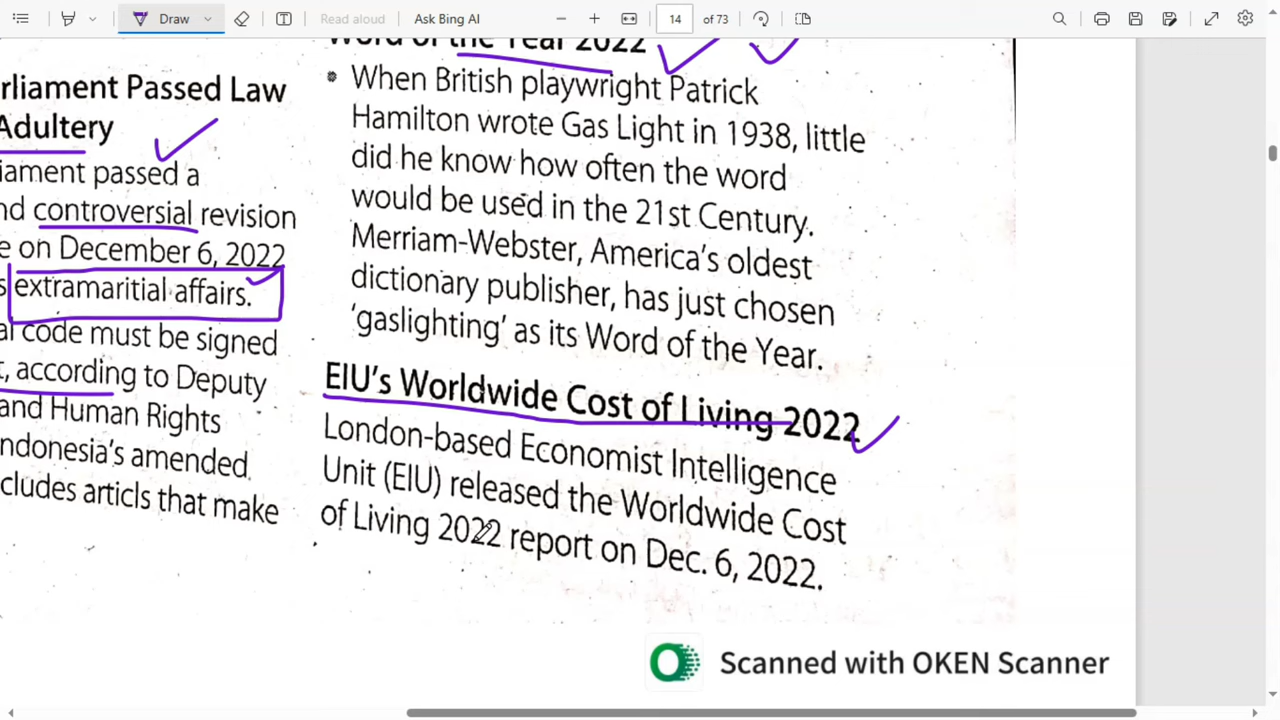 Draw
Read aloud
Ask Bing AI
14
of 73
Word of the Year 2022
rliament Passed Law
Adultery
iament passed a
nd controversial revision
e on December 6, 2022
s extramaritial affairs.
al code must be signed
t, according to Deputy
and Human Rights
ndonesia's amended
cludes articls that make
When British playwright Patrick
Hamilton wrote Gas Light in 1938, little
did he know how often the word
would be used in the 21st Century.
Merriam-Webster, America's oldest
dictionary publisher, has just chosen
'gaslighting' as its Word of the Year.
EIU's Worldwide Cost of Living 2022
London-based Economist Intelligence
Unit (EIU) released the Worldwide Cost
of Living 2022 report on Dec. 6, 2022.
Scanned with OKEN Scanner